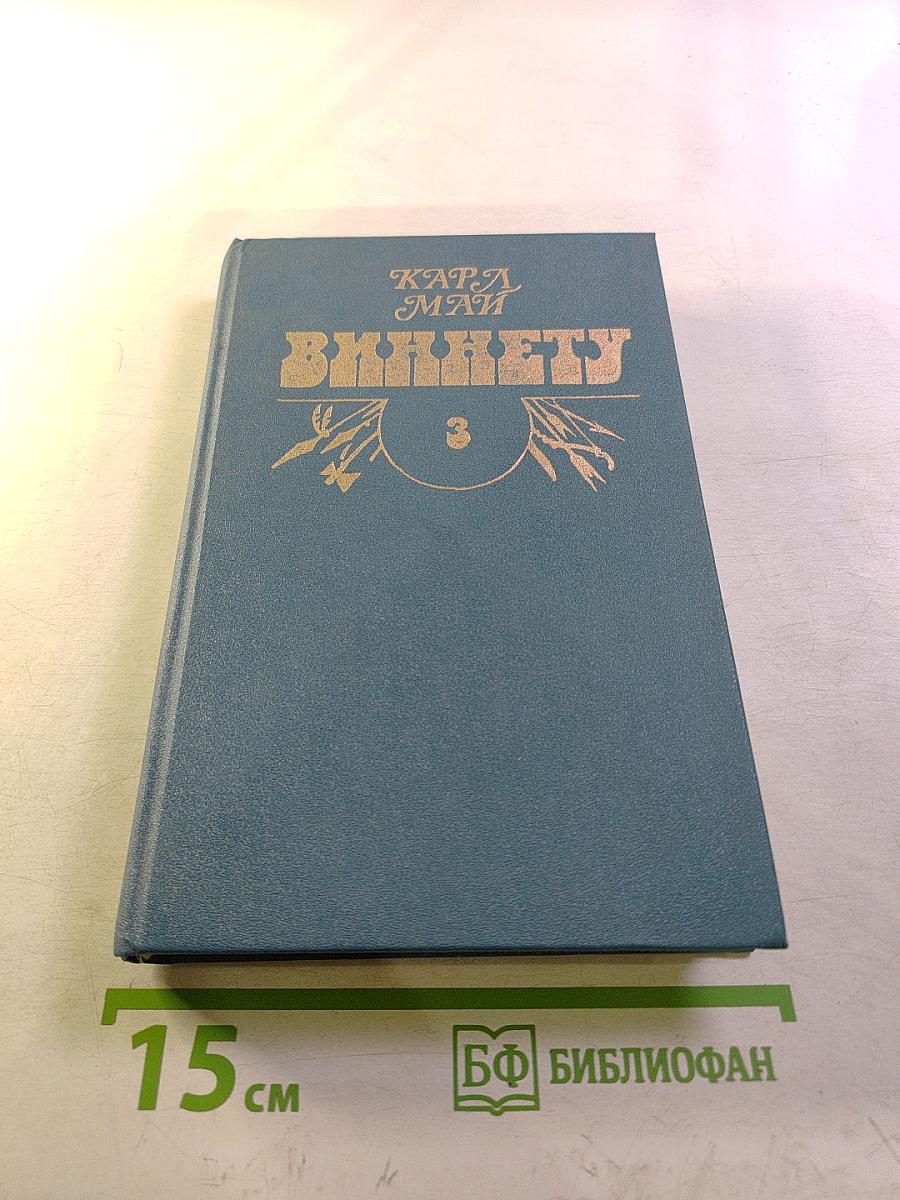 КАРЛ
МАЙ
ВИННЕТУ
3
15 см
БФ БИБЛИОФАН